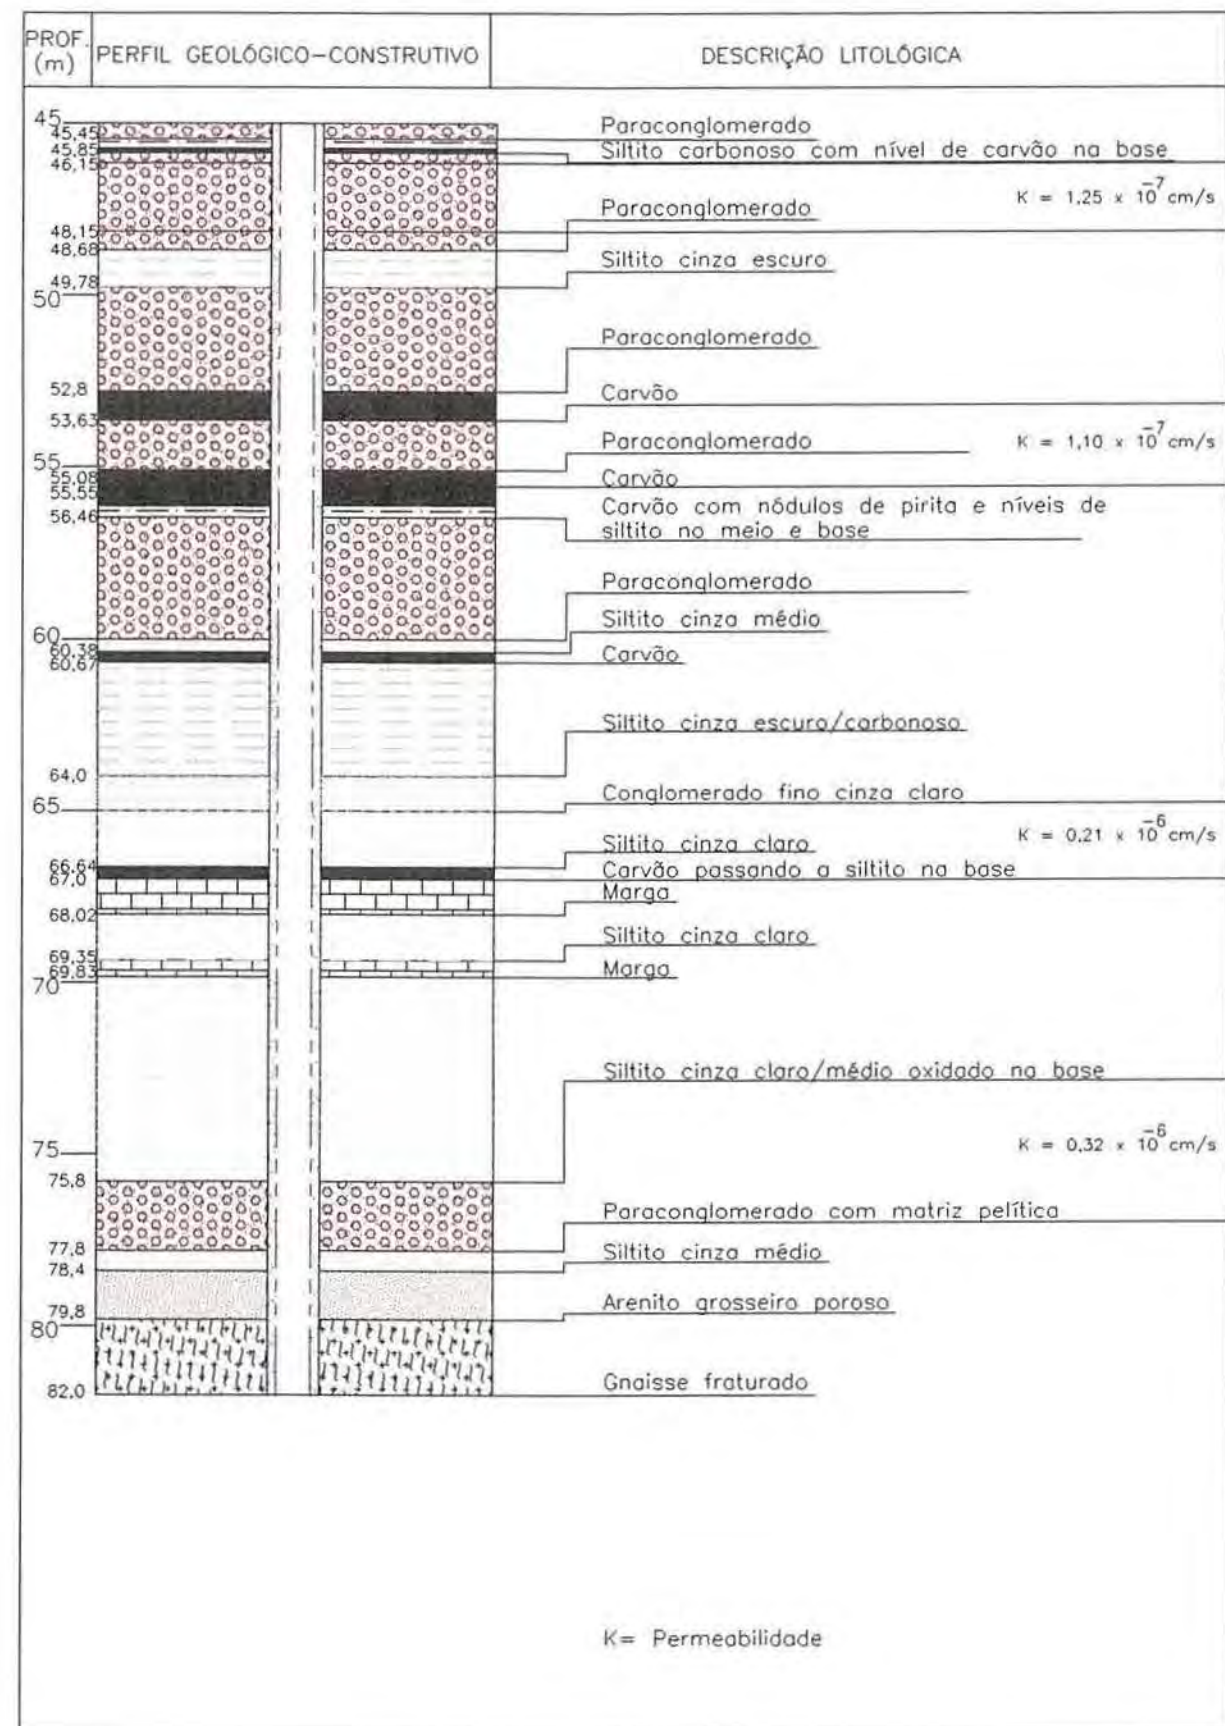 PROF. (m)
PERFIL GEOLÓGICO-CONSTRUTIVO
DESCRIÇÃO LITOLÓGICA
45
45,45
45,85
46,15
48,15
48,68
49,78
50
52,8
53,63
55
55,08
55,55
56,46
60
60,38
60,67
64,0
65
66,64
67,0
68,02
69,35
69,83
70
75
75,8
77,8
78,4
79,8
80
82,0
Paraconglomerado
Siltito carbonoso com nível de carvão na base
K = 1,25 x 10⁻⁷ cm/s
Paraconglomerado
Siltito cinza escuro
Paraconglomerado
Carvão
Paraconglomerado
K = 1,10 x 10⁻⁷ cm/s
Carvão
Carvão com nódulos de pirita e níveis de
siltito no meio e base
Paraconglomerado
Siltito cinza médio
Carvão
Siltito cinza escuro/carbonoso
Conglomerado fino cinza claro
K = 0,21 x 10⁻⁶ cm/s
Siltito cinza claro
Carvão passando a siltito na base
Marga
Siltito cinza claro
Marga
Siltito cinza claro/médio oxidado na base
K = 0,32 x 10⁻⁶ cm/s
Paraconglomerado com matriz pelítica
Siltito cinza médio
Arenito grosseiro poroso
Gnaisse fraturado
K= Permeabilidade